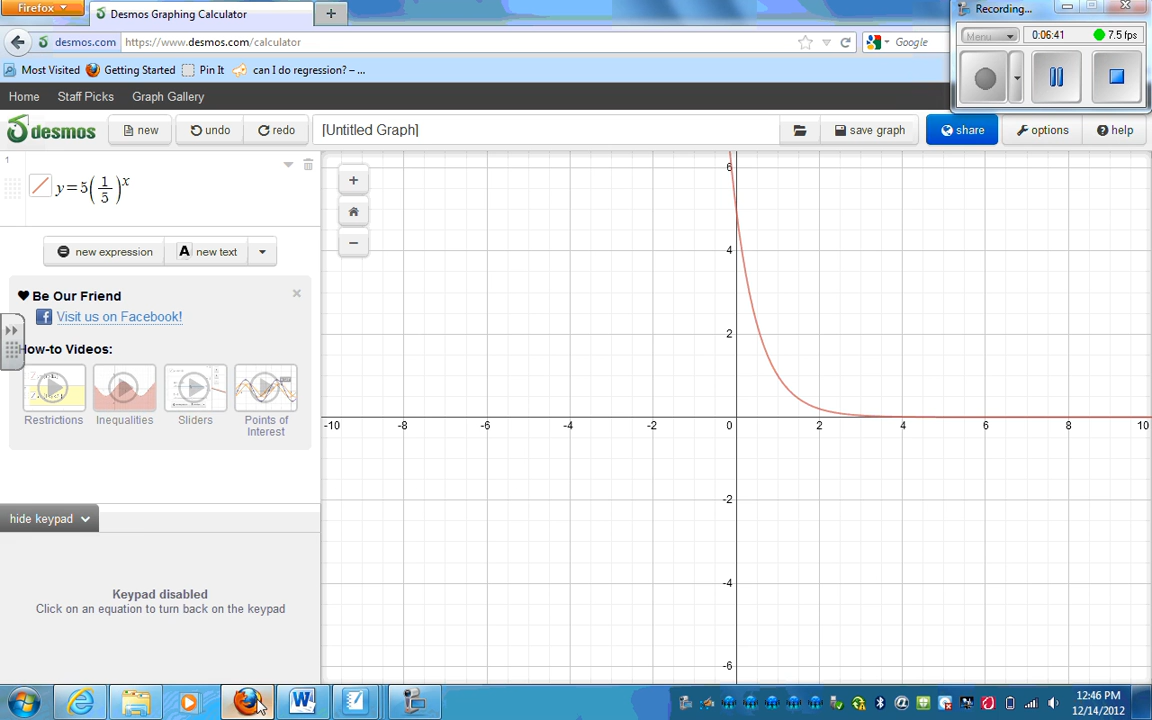 Firefox
Desmos Graphing Calculator
+
Recording...
desmos.com https://www.desmos.com/calculator
Google
Menu
0:06:41
7.5 fps
Most Visited
Getting Started
Pin It
can I do regression? – ...
Home
Staff Picks
Graph Gallery
desmos
new
undo
redo
[Untitled Graph]
save graph
share
options
? help
1
y=5(1/5)^x
+
−
new expression
A new text
Be Our Friend
Visit us on Facebook!
How-to Videos:
Restrictions
Inequalities
Sliders
Points of
Interest
6
4
2
-10 -8 -6 -4 -2 0 2 4 6 8 10
-2
-4
-6
hide keypad
Keypad disabled
Click on an equation to turn back on the keypad
12:46 PM
12/14/2012